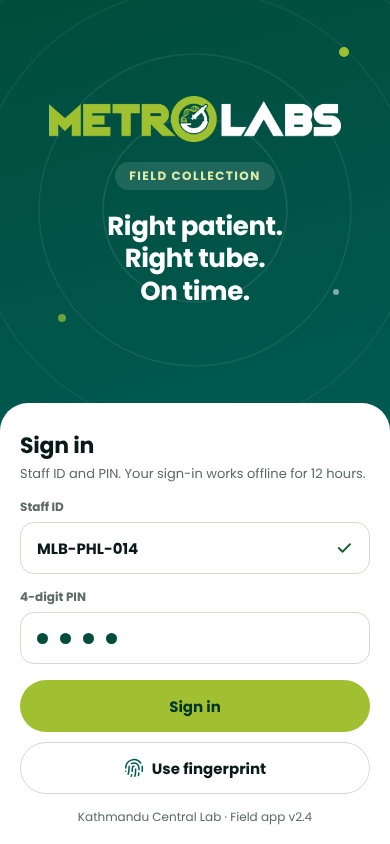 METROLABS
FIELD COLLECTION
Right patient.
Right tube.
On time.
Sign in
Staff ID and PIN. Your sign-in works offline for 12 hours.
Staff ID
MLB-PHL-014
4-digit PIN
Sign in
Use fingerprint
Kathmandu Central Lab · Field app v2.4